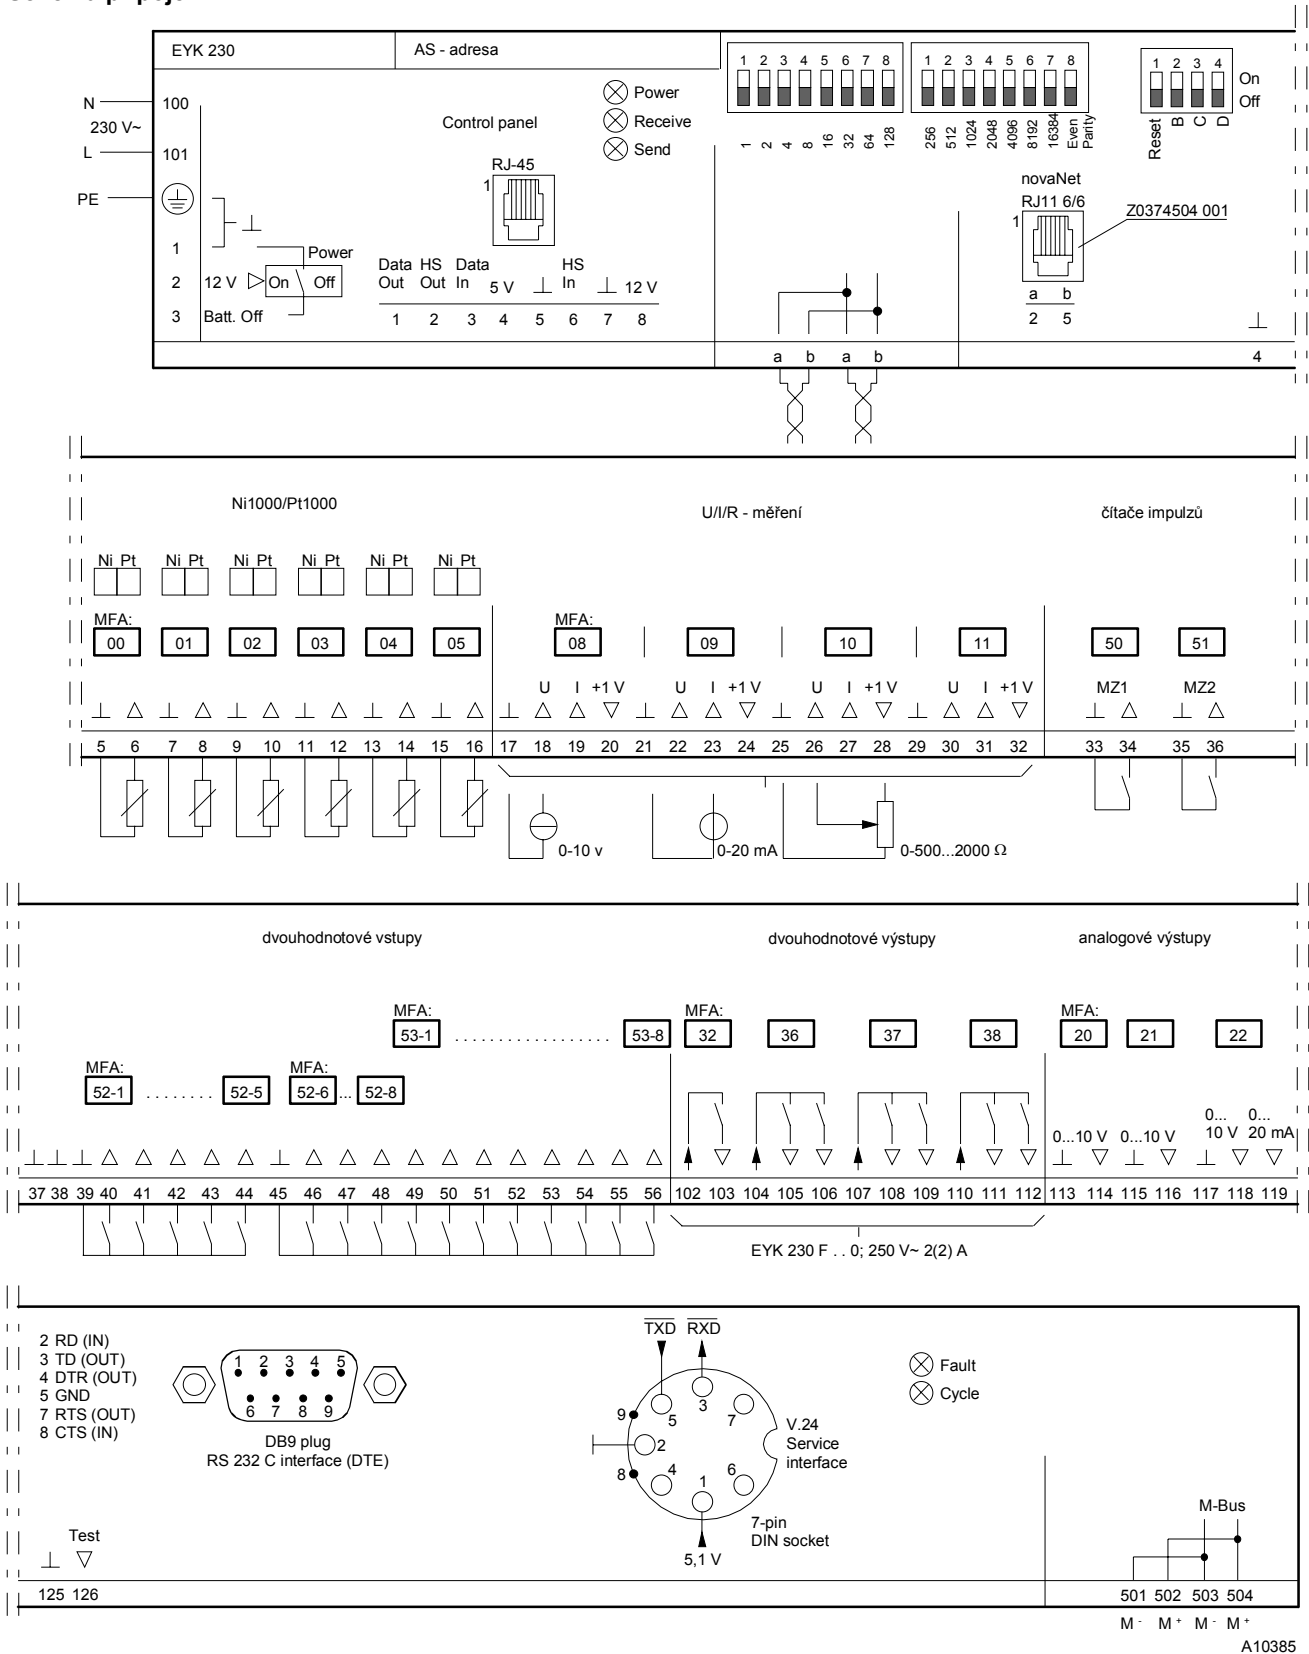 EYK 230
AS - adresa
1 2 3 4 5 6 7 8
1 2 3 4 5 6 7 8
1 2 3 4
On
Off
1 2 4 8 16 32 64 128
256 512 1024 2048 4096 8192 16384 Even Parity
Reset B C D
N
230 V~
L
PE
100
101
1
2
3
12 V
On
Off
Power
Batt. Off
Power
Receive
Send
Control panel
RJ-45
1
Data Out
HS Out
Data In
5 V
HS In
12 V
1 2 3 4 5 6 7 8
novaNet
RJ11 6/6
1
Z0374504 001
a b
2 5
a b a b
4
Ni1000/Pt1000
U/I/R - měření
čítače impulzů
Ni Pt Ni Pt Ni Pt Ni Pt Ni Pt Ni Pt
MFA:
MFA:
00 01 02 03 04 05 08 09 10 11 50 51
U I +1 V U I +1 V U I +1 V U I +1 V MZ1 MZ2
5 6 7 8 9 10 11 12 13 14 15 16 17 18 19 20 21 22 23 24 25 26 27 28 29 30 31 32 33 34 35 36
0-10 v
0-20 mA
0-500...2000 Ω
dvouhodnotové vstupy
dvouhodnotové výstupy
analogové výstupy
MFA:
MFA:
MFA:
53-1 .................. 53-8 32 36 37 38 20 21 22
MFA:
MFA:
52-1 ........ 52-5 52-6 ... 52-8
0...10 V 0...10 V
0... 10 V
0... 20 mA
37 38 39 40 41 42 43 44 45 46 47 48 49 50 51 52 53 54 55 56 102 103 104 105 106 107 108 109 110 111 112 113 114 115 116 117 118 119
EYK 230 F . . 0; 250 V~ 2(2) A
2 RD (IN)
3 TD (OUT)
4 DTR (OUT)
5 GND
7 RTS (OUT)
8 CTS (IN)
1 2 3 4 5
6 7 8 9
DB9 plug
RS 232 C interface (DTE)
TXD RXD
9 5 3 7
2
8 4 1 6
V.24
Service
interface
7-pin
DIN socket
5,1 V
Fault
Cycle
Test
125 126
M-Bus
501 502 503 504
M - M + M - M +
A10385